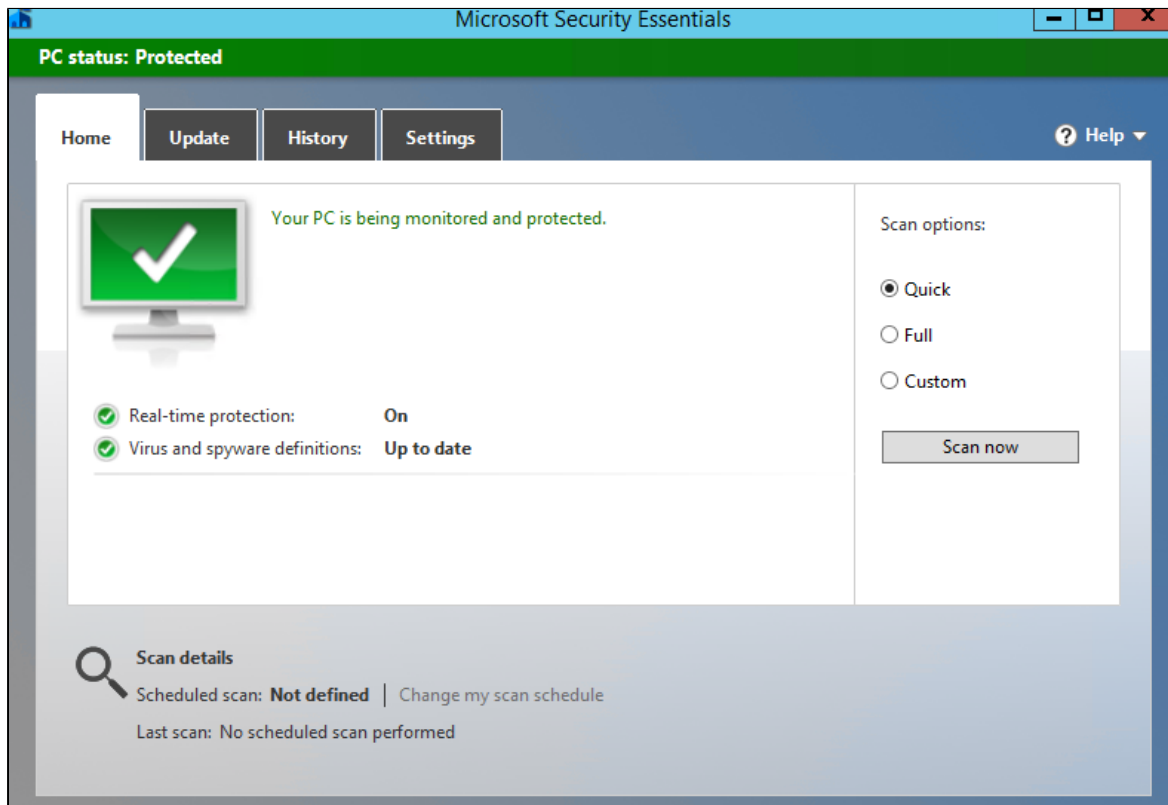 Microsoft Security Essentials
PC status: Protected
Home
Update
History
Settings
Help
Your PC is being monitored and protected.
Scan options:
Quick
Full
Custom
Scan now
Real-time protection: On
Virus and spyware definitions: Up to date
Scan details
Scheduled scan: Not defined | Change my scan schedule
Last scan: No scheduled scan performed